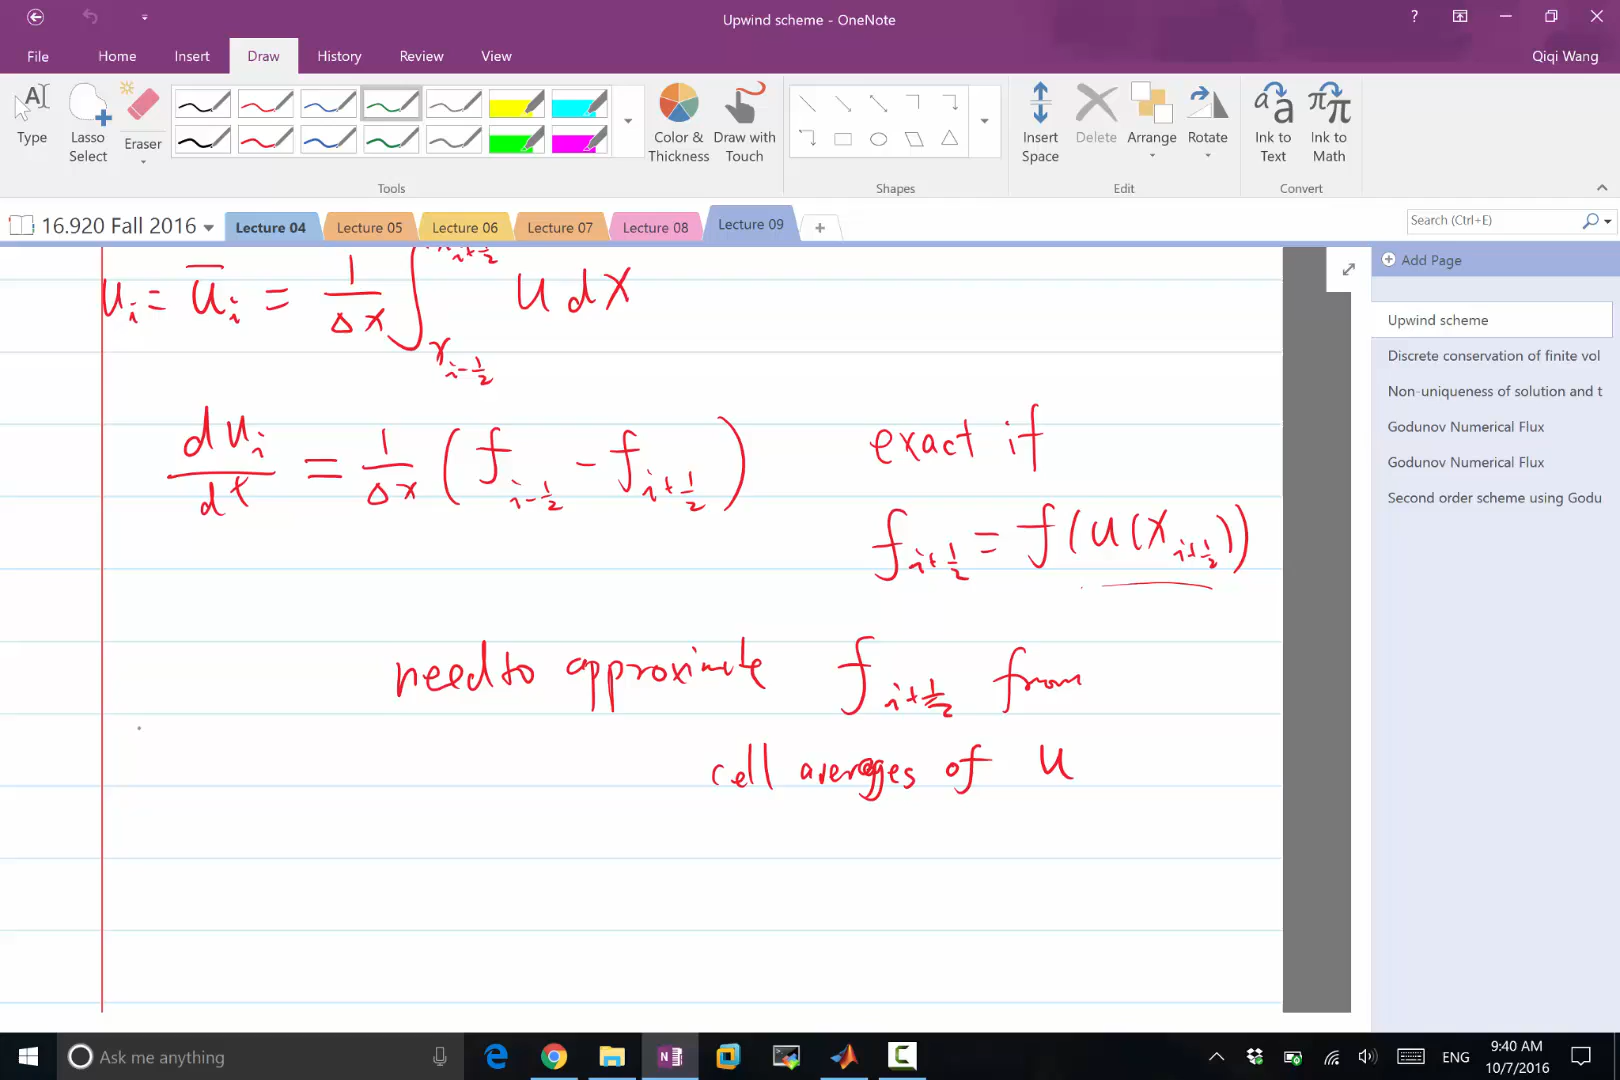 Upwind scheme - OneNote
?
File Home Insert Draw History Review View
Qiqi Wang
Type
Lasso Select
Eraser
Color & Thickness
Draw with Touch
Insert Space
Delete
Arrange
Rotate
Ink to Text
Ink to Math
Tools
Shapes
Edit
Convert
16.920 Fall 2016
Lecture 04 Lecture 05 Lecture 06 Lecture 07 Lecture 08 Lecture 09 +
Search (Ctrl+E)
Add Page
Upwind scheme
Discrete conservation of finite vol
Non-uniqueness of solution and t
Godunov Numerical Flux
Godunov Numerical Flux
Second order scheme using Godu
u_i = ū_i = 1/Δx ∫_{x_{i-1/2}}^{x_{i+1/2}} u dx
du_i/dt = 1/Δx (f_{i-1/2} - f_{i+1/2}) exact if
f_{i+1/2} = f(u(x_{i+1/2}))
need to approximate f_{i+1/2} from
cell averages of u
Ask me anything
ENG
9:40 AM
10/7/2016